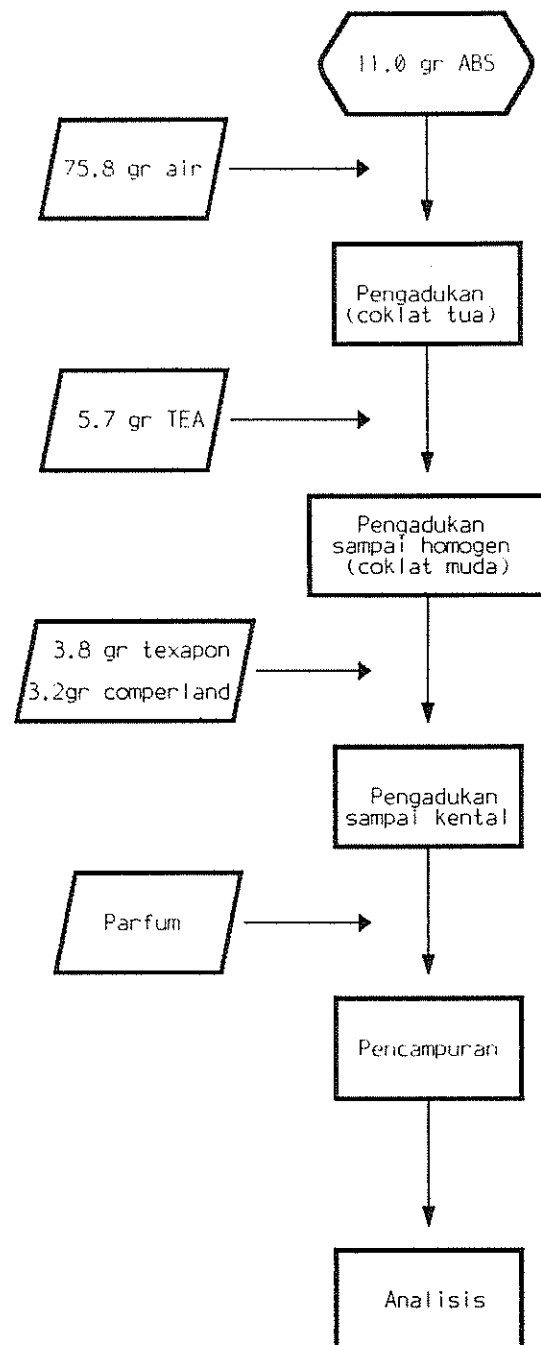 11.0 gr ABS
75.8 gr air
Pengadukan
(coklat tua)
5.7 gr TEA
Pengadukan
sampai homogen
(coklat muda)
3.8 gr texapon
3.2gr comperland
Pengadukan
sampai kental
Parfum
Pencampuran
Analisis